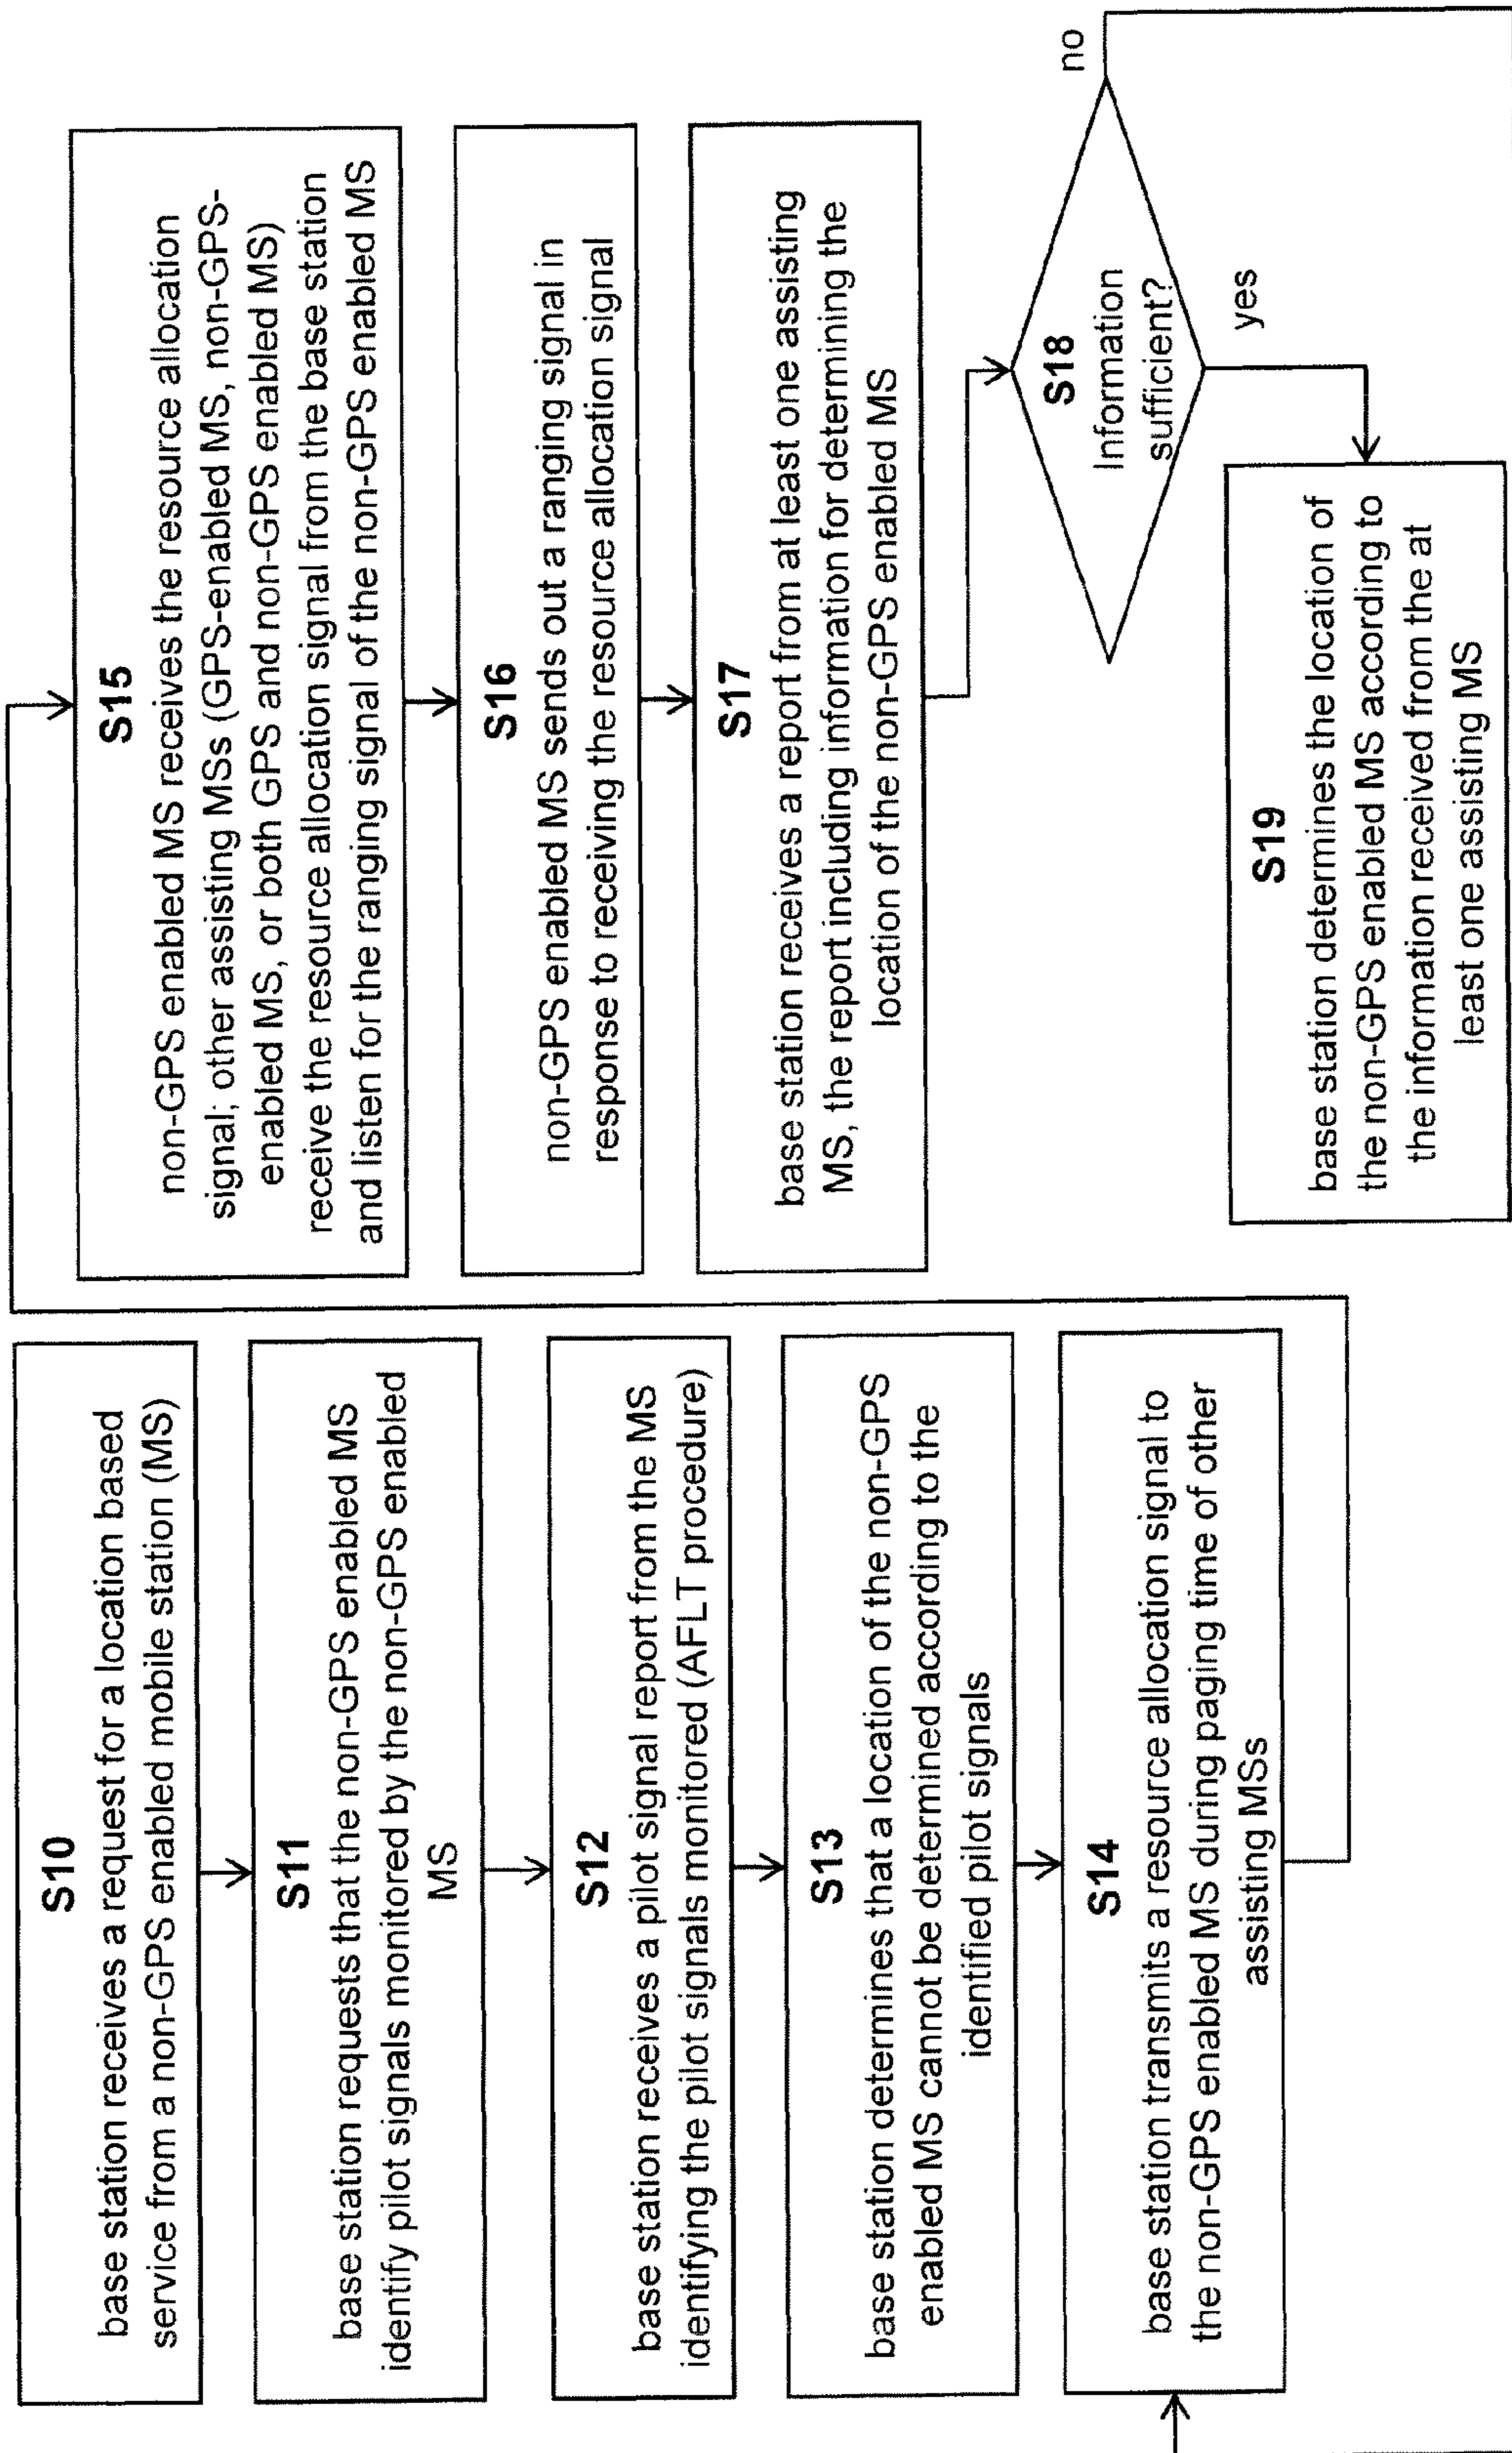 S10
base station receives a request for a location based
service from a non-GPS enabled mobile station (MS)
S11
base station requests that the non-GPS enabled MS
identify pilot signals monitored by the non-GPS enabled
MS
S12
base station receives a pilot signal report from the MS
identifying the pilot signals monitored (AFLT procedure)
S13
base station determines that a location of the non-GPS
enabled MS cannot be determined according to the
identified pilot signals
S14
base station transmits a resource allocation signal to
the non-GPS enabled MS during paging time of other
assisting MSs
S15
non-GPS enabled MS receives the resource allocation
signal; other assisting MSs (GPS-enabled MS, non-GPS-
enabled MS, or both GPS and non-GPS enabled MS)
receive the resource allocation signal from the base station
and listen for the ranging signal of the non-GPS enabled MS
S16
non-GPS enabled MS sends out a ranging signal in
response to receiving the resource allocation signal
S17
base station receives a report from at least one assisting
MS, the report including information for determining the
location of the non-GPS enabled MS
S18
Information
sufficient?
no
yes
S19
base station determines the location of
the non-GPS enabled MS according to
the information received from the at
least one assisting MS